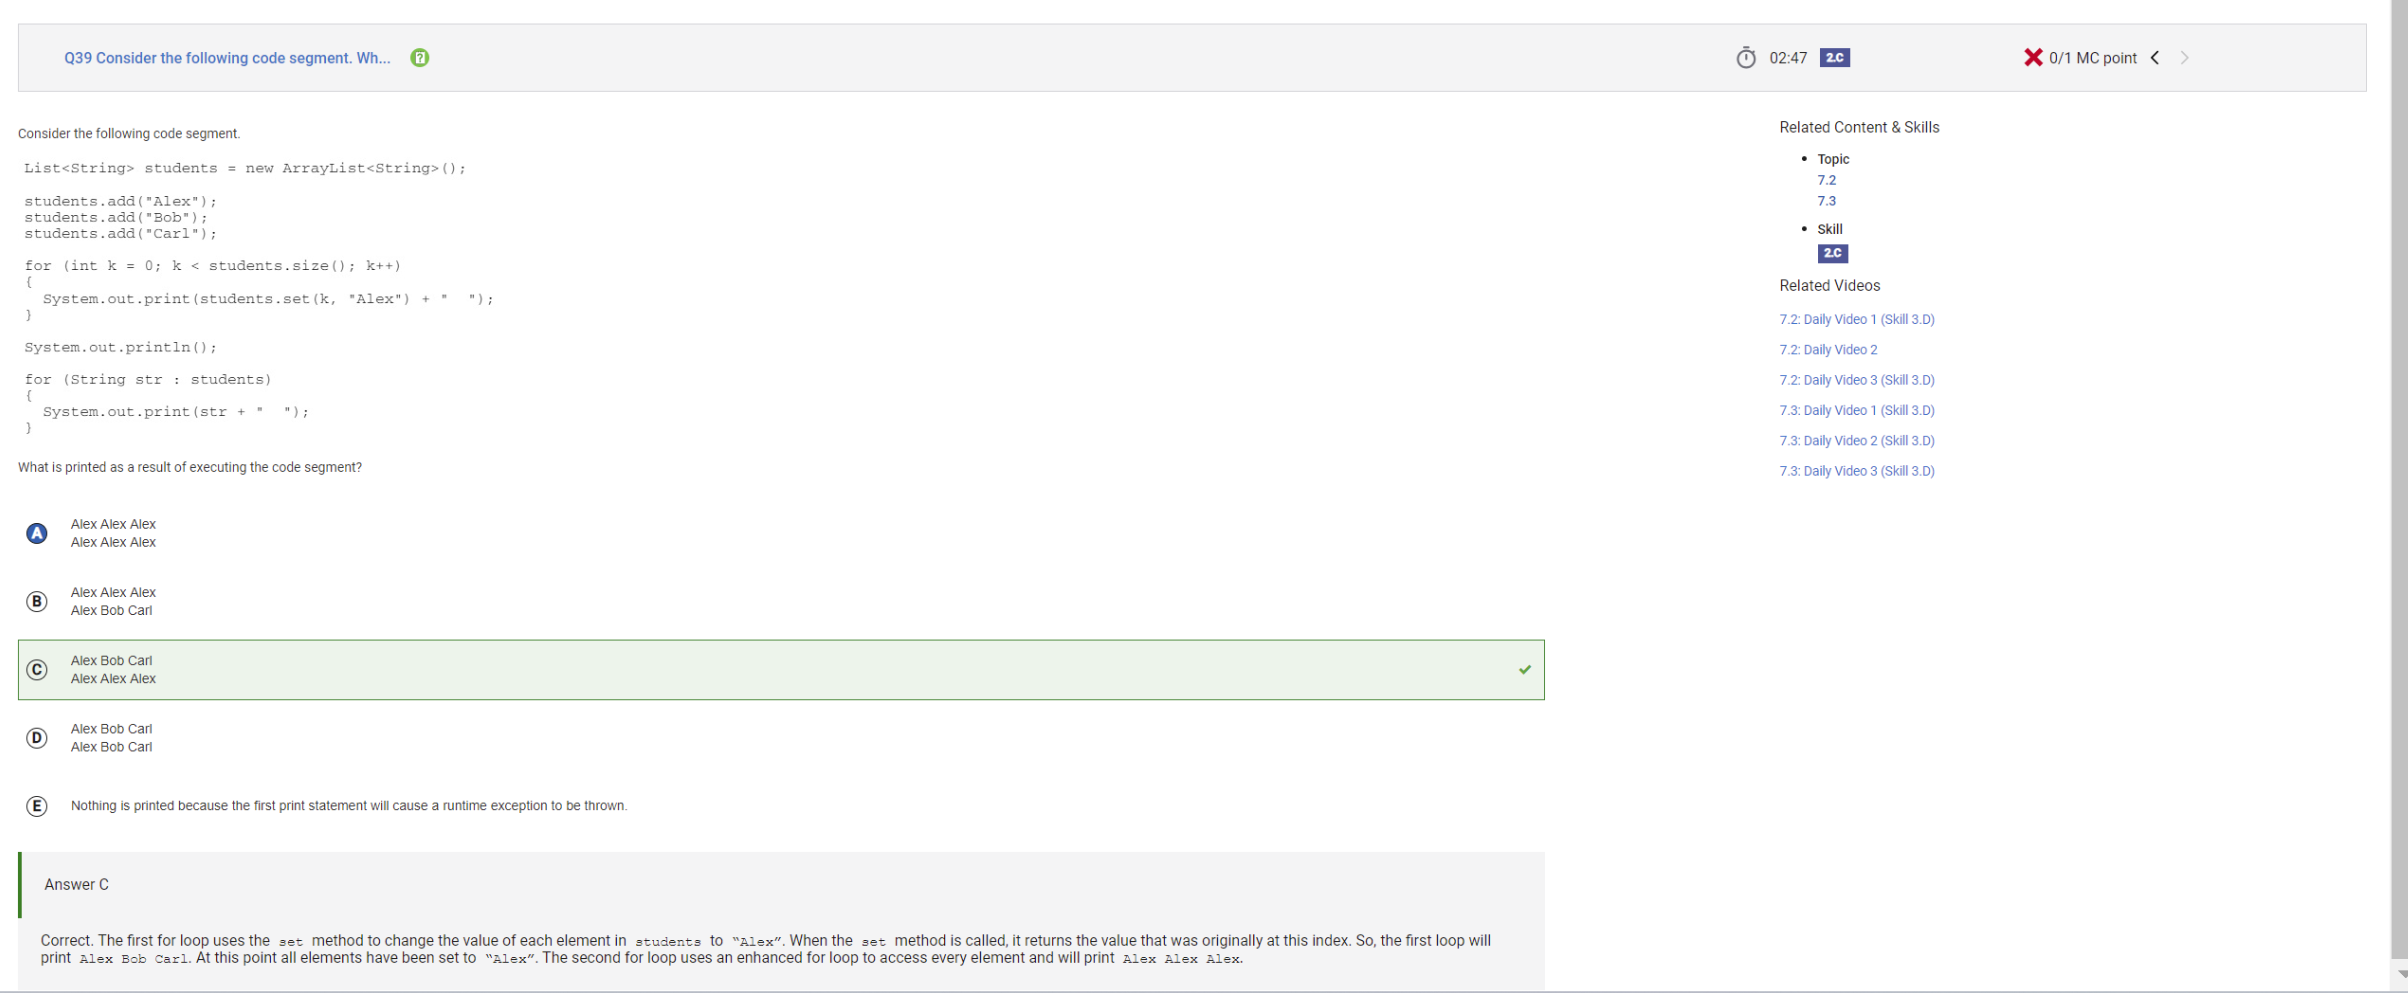 Q39 Consider the following code segment. Wh...
02:47 2.C
0/1 MC point
Consider the following code segment.
List<String> students = new ArrayList<String>();
students.add("Alex");
students.add("Bob");
students.add("Carl");
for (int k = 0; k < students.size(); k++)
{
  System.out.print(students.set(k, "Alex") + "  ");
}
System.out.println();
for (String str : students)
{
  System.out.print(str + "  ");
}
What is printed as a result of executing the code segment?
A
Alex Alex Alex
Alex Alex Alex
B
Alex Alex Alex
Alex Bob Carl
C
Alex Bob Carl
Alex Alex Alex
D
Alex Bob Carl
Alex Bob Carl
E
Nothing is printed because the first print statement will cause a runtime exception to be thrown.
Answer C
Correct. The first for loop uses the set method to change the value of each element in students to “Alex”. When the set method is called, it returns the value that was originally at this index. So, the first loop will
print Alex Bob Carl. At this point all elements have been set to “Alex”. The second for loop uses an enhanced for loop to access every element and will print Alex Alex Alex.
Related Content & Skills
• Topic
7.2
7.3
• Skill
2.C
Related Videos
7.2: Daily Video 1 (Skill 3.D)
7.2: Daily Video 2
7.2: Daily Video 3 (Skill 3.D)
7.3: Daily Video 1 (Skill 3.D)
7.3: Daily Video 2 (Skill 3.D)
7.3: Daily Video 3 (Skill 3.D)